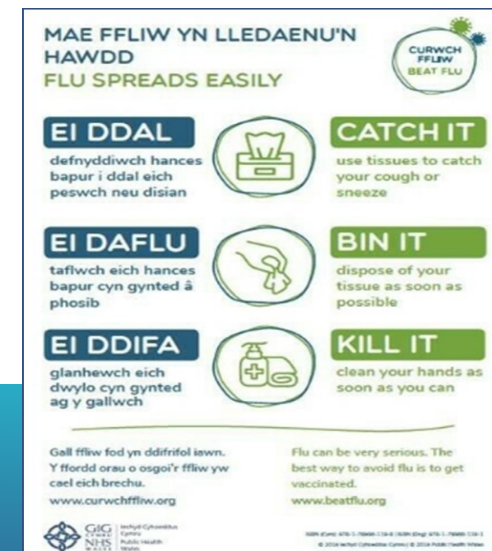 MAE FFLIW YN LLEDAENU'N
HAWDD
FLU SPREADS EASILY
CURWCH
FFLIW
BEAT FLU
EI DDAL
defnyddiwch hances
bapur i ddal eich
peswch neu disian
CATCH IT
use tissues to catch
your cough or
sneeze
EI DAFLU
taflwch eich hances
bapur cyn gynted â
phosib
BIN IT
dispose of your
tissue as soon as
possible
EI DDIFA
glanhewch eich
dwylo cyn gynted
ag y gallwch
KILL IT
clean your hands as
soon as you can
Gall ffliw fod yn ddifrifol iawn.
Y ffordd orau o osgoi'r ffliw yw
cael eich brechu.
www.curwchffliw.org
Flu can be very serious. The
best way to avoid flu is to get
vaccinated.
www.beatflu.org
GIG
CYMRU
NHS
WALES
Iechyd Cyhoeddus
Cymru
Public Health
Wales